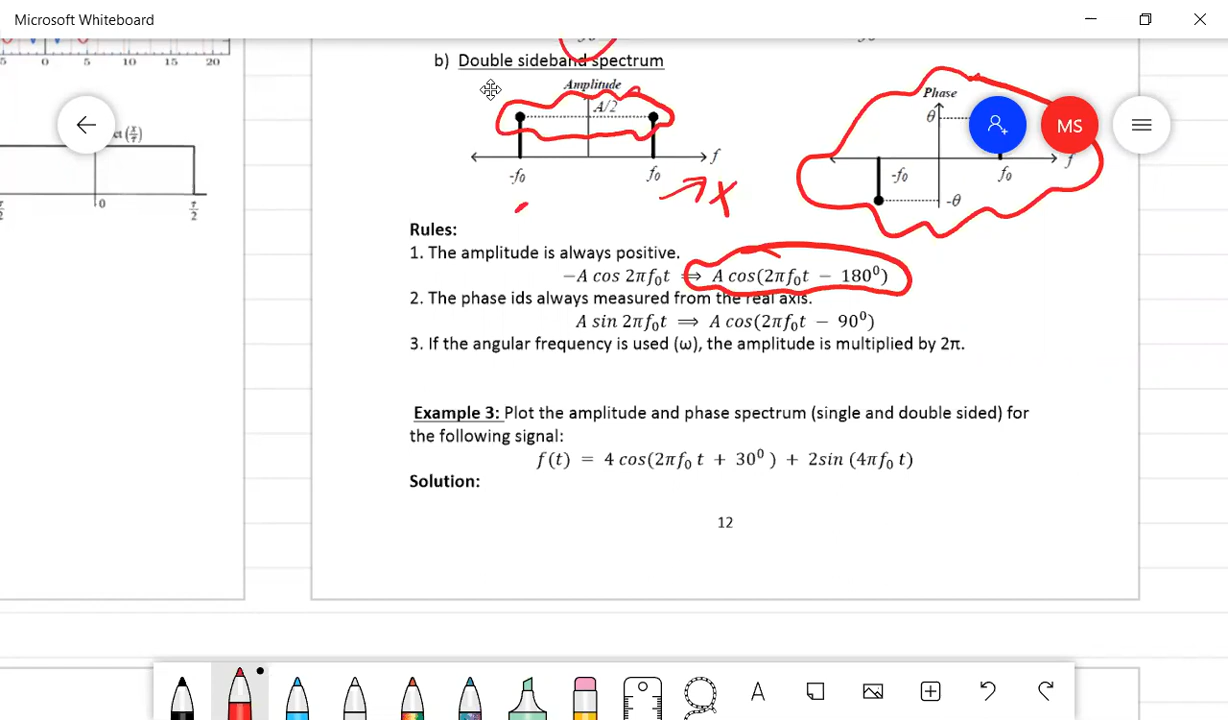 Microsoft Whiteboard
0 5 10 15 20
b) Double sideband spectrum
Amplitude
A/2
f
-f₀ f₀
X
Phase
θ
f
-f₀ f₀
-θ
MS
0
τ/2
Rules:
1. The amplitude is always positive.
−A cos 2πf₀t ⟹ A cos(2πf₀t − 180⁰)
2. The phase ids always measured from the real axis.
A sin 2πf₀t ⟹ A cos(2πf₀t − 90⁰)
3. If the angular frequency is used (ω), the amplitude is multiplied by 2π.
Example 3: Plot the amplitude and phase spectrum (single and double sided) for
the following signal:
f(t) = 4 cos(2πf₀ t + 30⁰ ) + 2sin (4πf₀ t)
Solution:
12
A